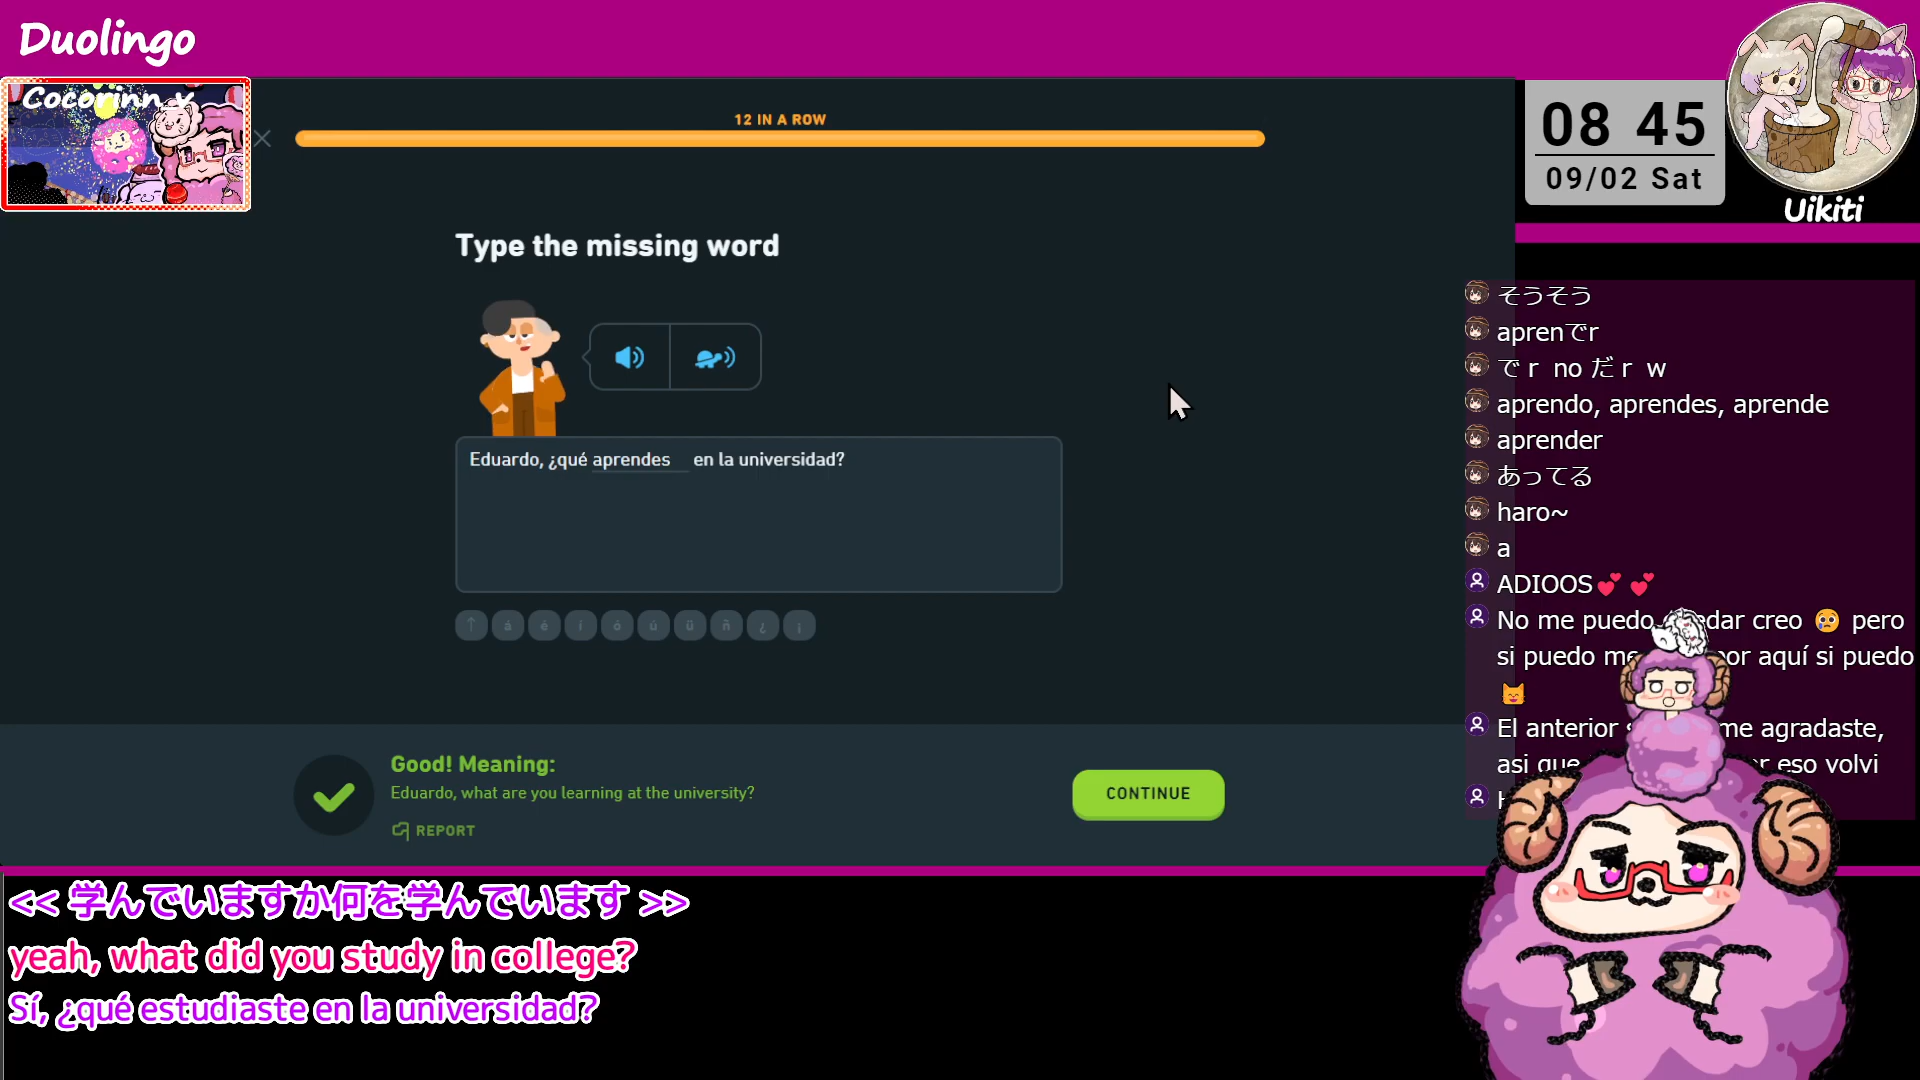 Duolingo
Cocorinn_y
12 IN A ROW
08 45
09/02 Sat
Uikiti
Type the missing word
Eduardo, ¿qué aprendes en la universidad?
↑ á é í ó ú ü ñ ¿ ¡
Good! Meaning:
Eduardo, what are you learning at the university?
REPORT
CONTINUE
そうそう
aprenでr
でｒ no だｒ ｗ
aprendo, aprendes, aprende
aprender
あってる
haro~
a
ADIOOS💕 💕
No me puedo dar creo 😢 pero
si puedo me por aquí si puedo
😸
El anterior me agradaste,
asi que eso volvi
<< 学んでいますか何を学んでいます >>
yeah, what did you study in college?
Sí, ¿qué estudiaste en la universidad?